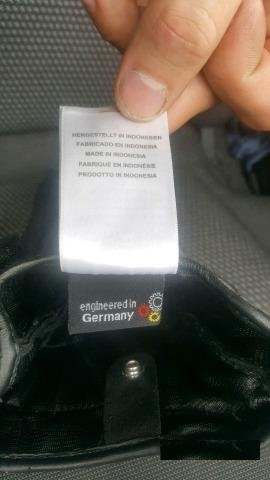 HERGESTELLT IN INDONESIEN
FABRICADO EN INDONESIA
MADE IN INDONESIA
FABRIQUÉ EN INDONÉSIE
PRODOTTO IN INDONESIA
engineered in
Germany